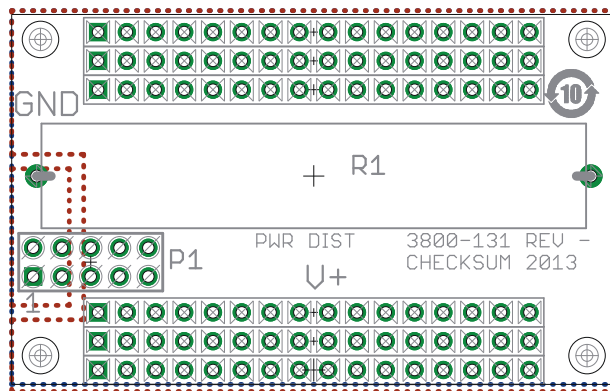 GND
10
R1
PWR DIST
3800-131 REV -
CHECKSUM 2013
P1
V+
1